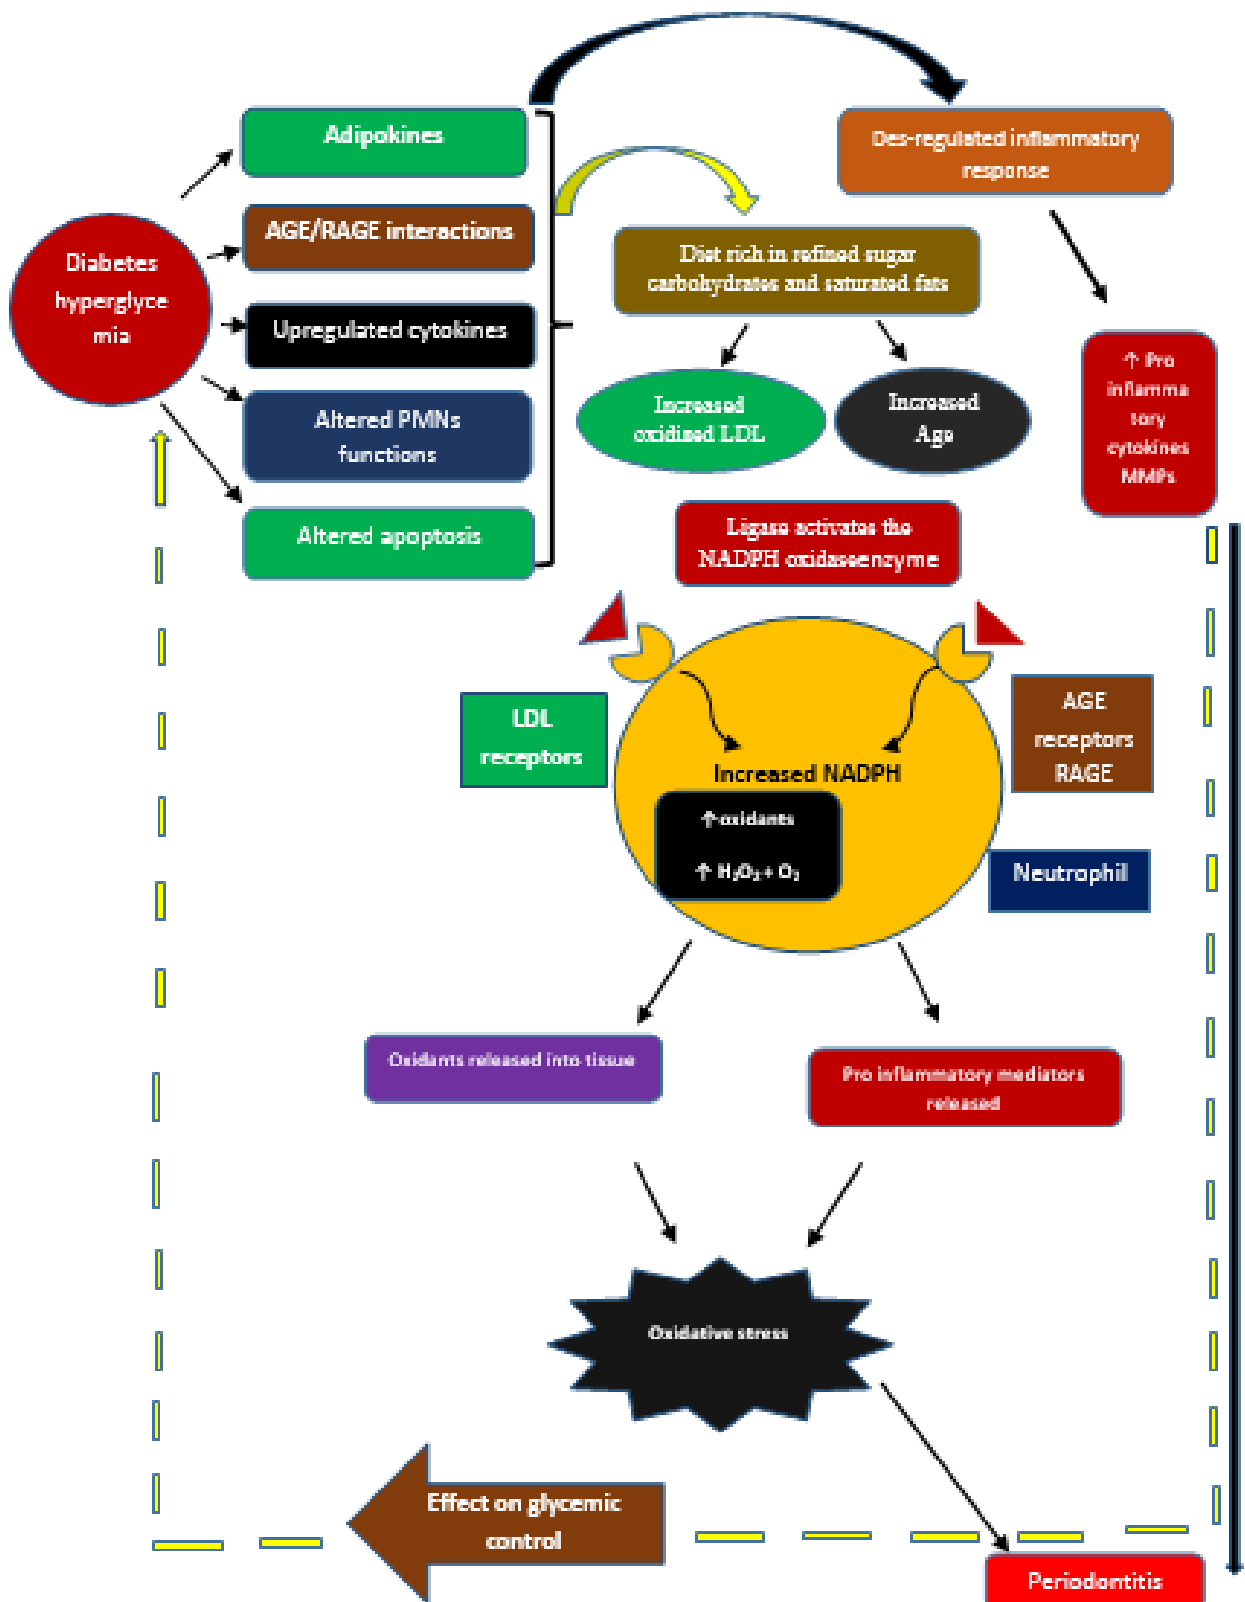 Adipokines
Des-regulated inflammatory
response
AGE/RAGE interactions
Diabetes
hyperglyce
mia
Diet rich in refined sugar
carbohydrates and saturated fats
Upregulated cytokines
↑ Pro
inflamma
tory
cytokines
MMPs
Altered PMNs
functions
Increased
oxidized LDL
Increased
Age
Altered apoptosis
Ligase activates the
NADPH oxidaseenzyme
LDL
receptors
AGE
receptors
RAGE
Increased NADPH
↑oxidants
↑ H₂O₂+ O₂
Neutrophil
Oxidants released into tissue
Pro inflammatory mediators
released
Oxidative stress
Effect on glycemic
control
Periodontitis